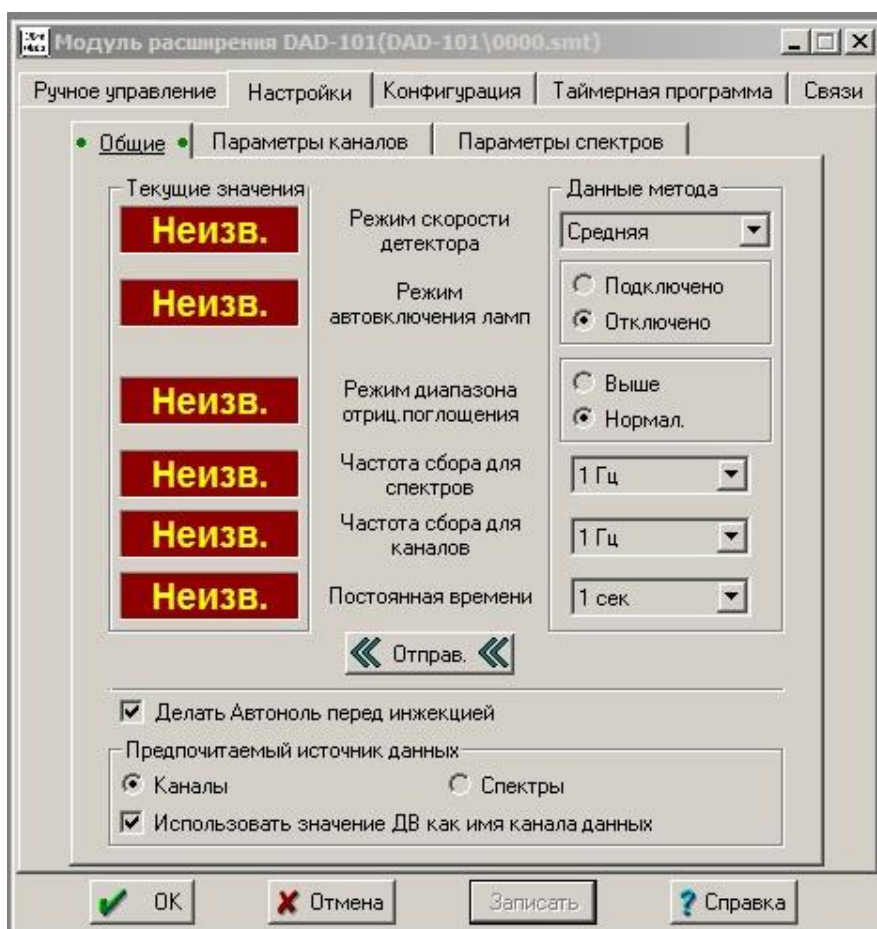 Модуль расширения DAD-101(DAD-101\0000.smt)
Ручное управление Настройки Конфигурация Таймерная программа Связи
Общие Параметры каналов Параметры спектров
Текущие значения Данные метода
Неизв. Режим скорости детектора Средняя
Неизв. Режим автовключения ламп Подключено
Отключено
Неизв. Режим диапазона отриц.поглощения Выше
Нормал.
Неизв. Частота сбора для спектров 1 Гц
Неизв. Частота сбора для каналов 1 Гц
Неизв. Постоянная времени 1 сек
Отправ.
Делать Автоноль перед инжекцией
Предпочитаемый источник данных
Каналы Спектры
Использовать значение ДВ как имя канала данных
OK Отмена Записать ? Справка